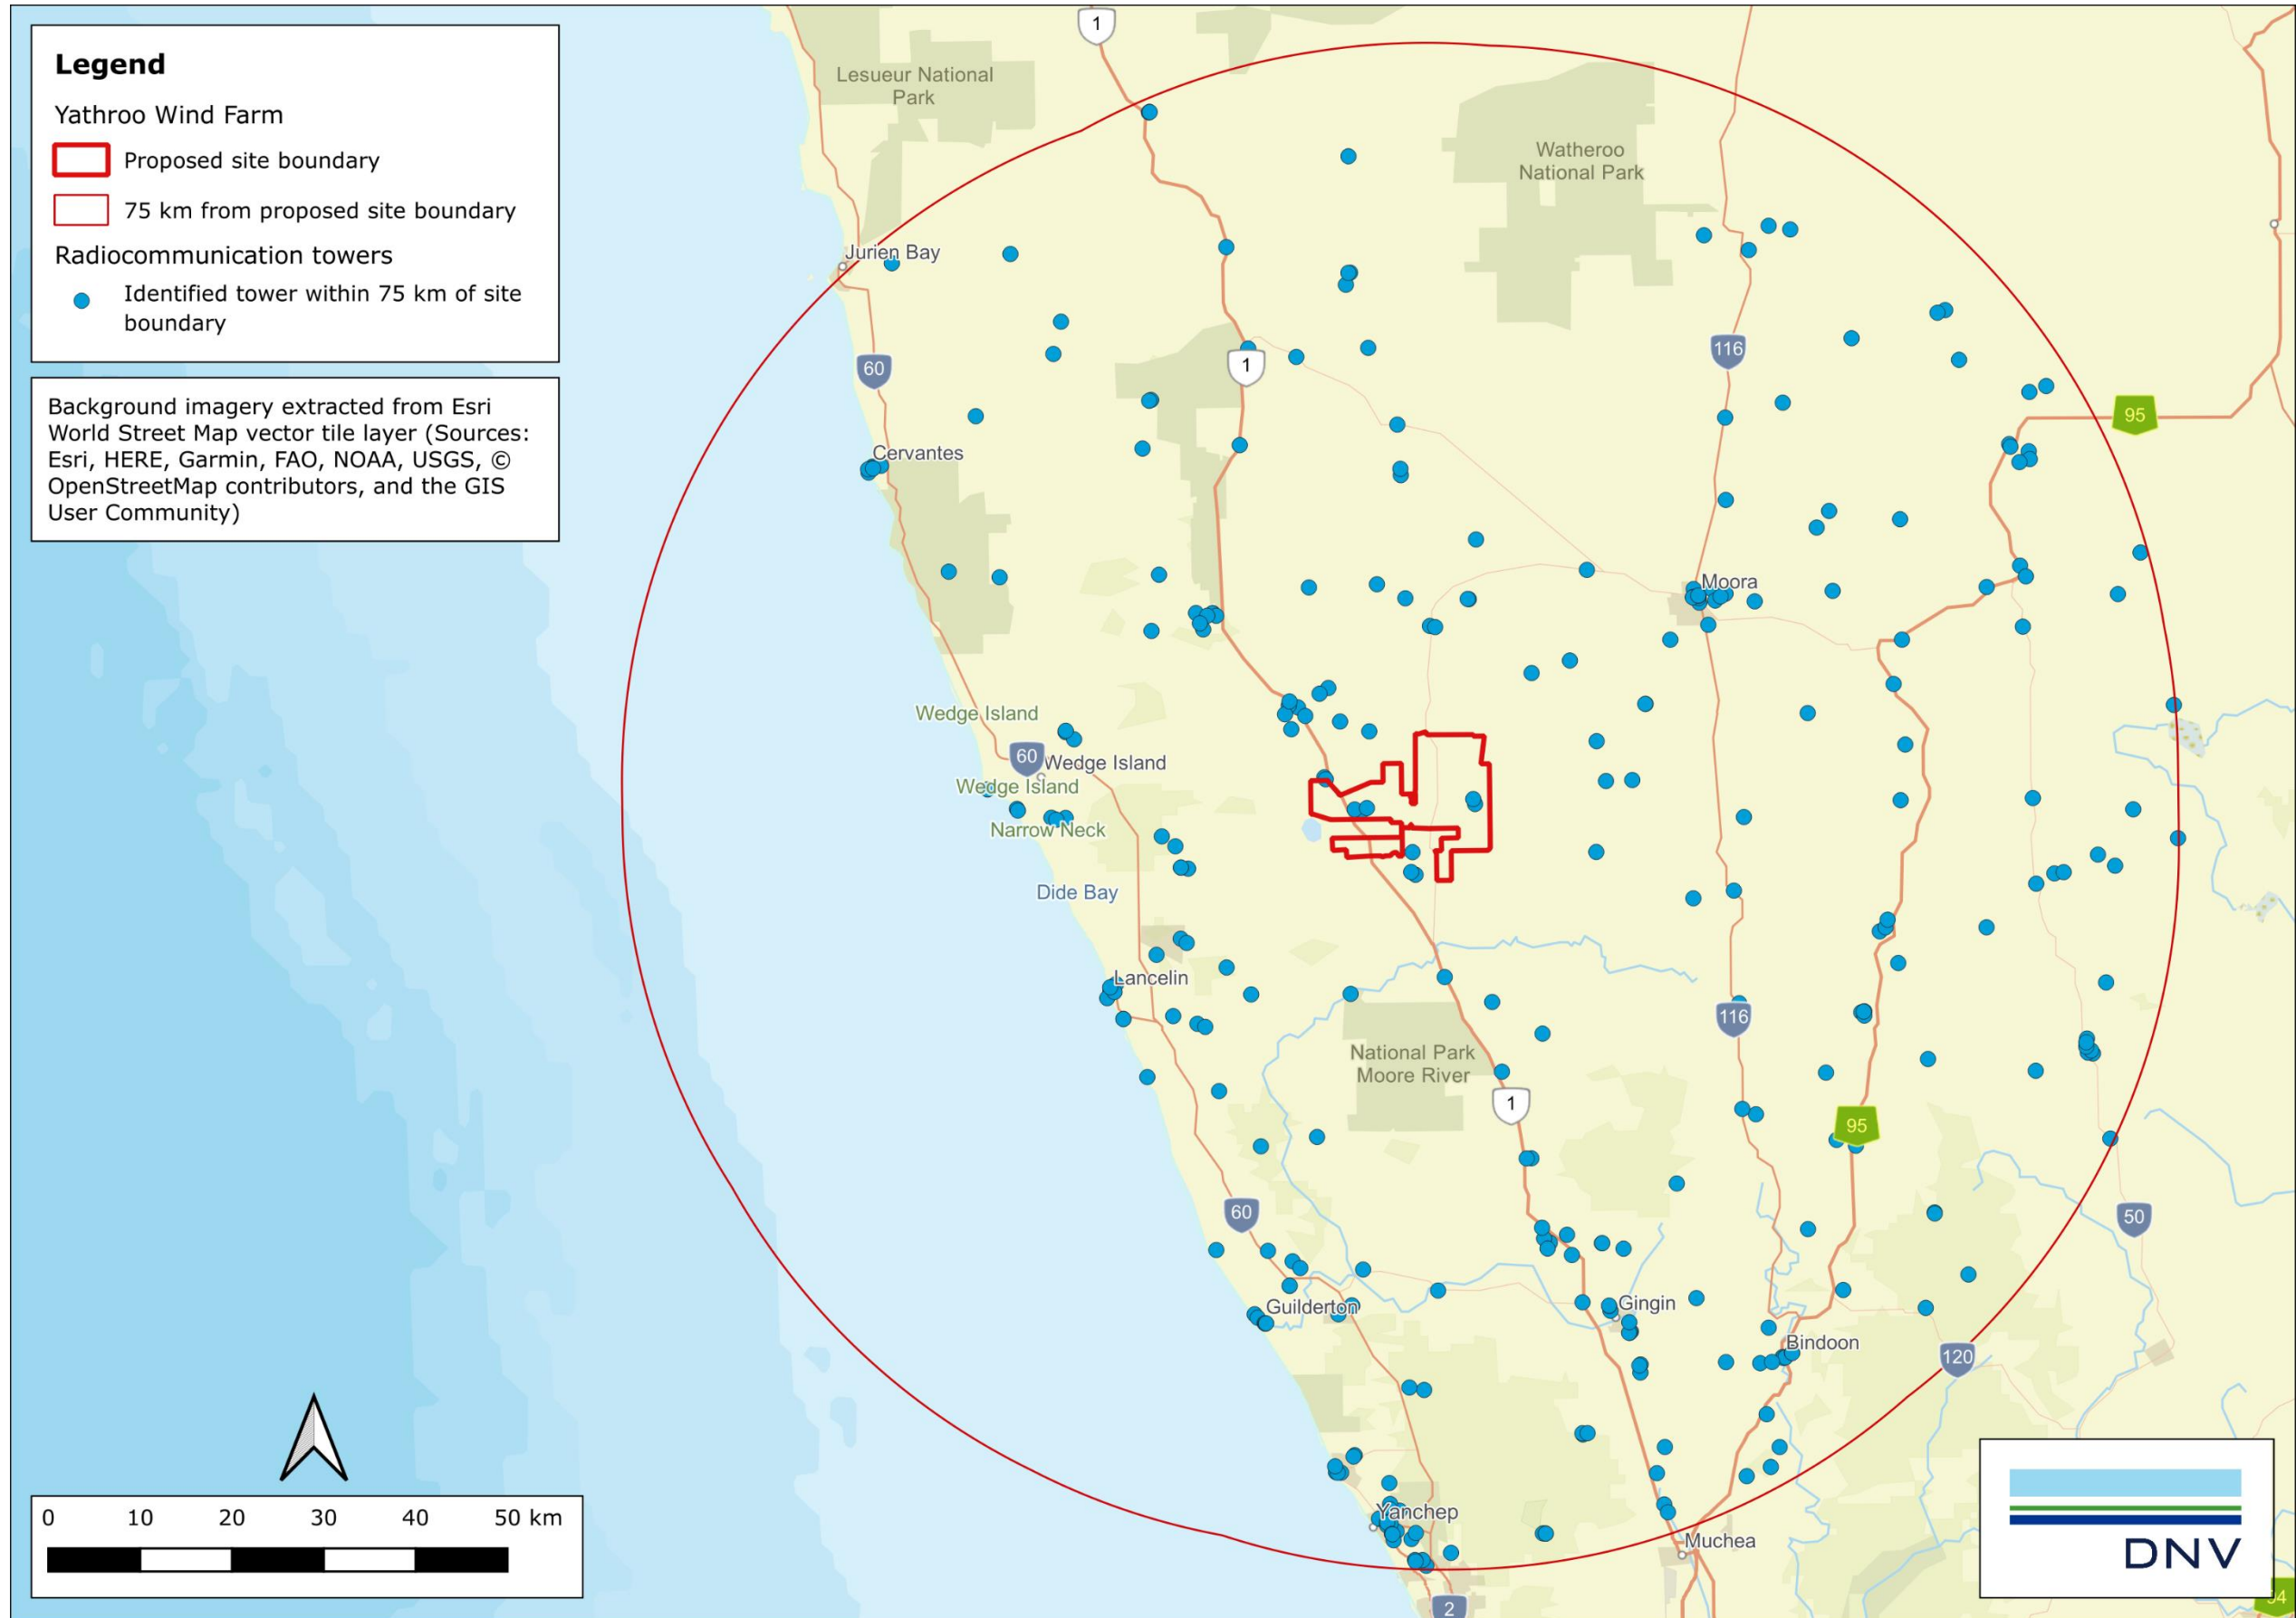 Legend
Yathroo Wind Farm
Proposed site boundary
75 km from proposed site boundary
Radiocommunication towers
Identified tower within 75 km of site
boundary
Background imagery extracted from Esri
World Street Map vector tile layer (Sources:
Esri, HERE, Garmin, FAO, NOAA, USGS, ©
OpenStreetMap contributors, and the GIS
User Community)
1
Lesueur National
Park
Watheroo
National Park
Jurien Bay
116
1
60
95
Cervantes
Moora
Wedge Island
60
Wedge Island
Wedge Island
Narrow Neck
Dide Bay
Lancelin
116
National Park
Moore River
1
95
60
50
Guilderton
Gingin
Bindoon
120
Yanchep
Muchea
2
94
0 10 20 30 40 50 km
DNV